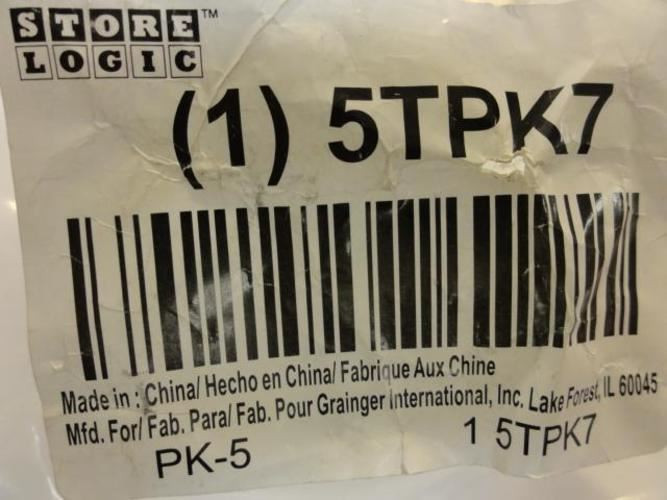 STORE™
LOGIC
(1) 5TPK7
Made in : China/ Hecho en China/ Fabrique Aux Chine
Mfd. For/ Fab. Para/ Fab. Pour Grainger International, Inc. Lake Forest, IL 60045
PK-5 1 5TPK7